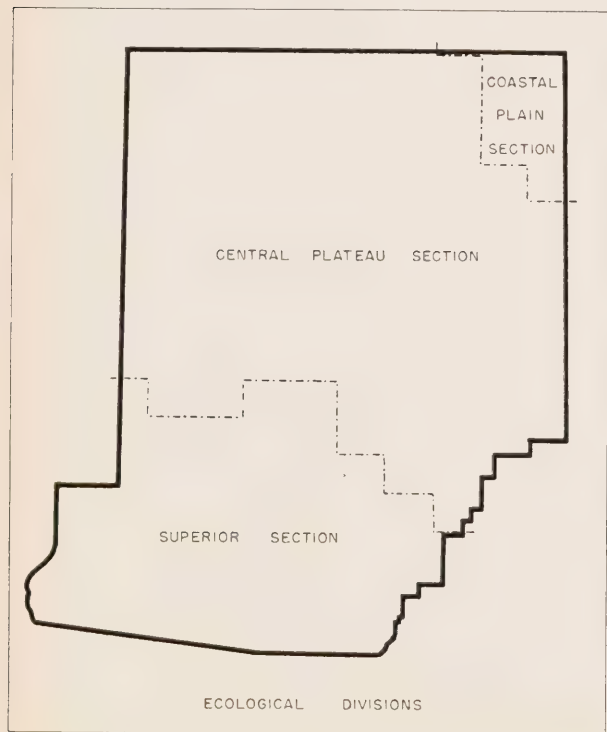 COASTAL
PLAIN
SECTION
CENTRAL PLATEAU SECTION
SUPERIOR SECTION
ECOLOGICAL DIVISIONS